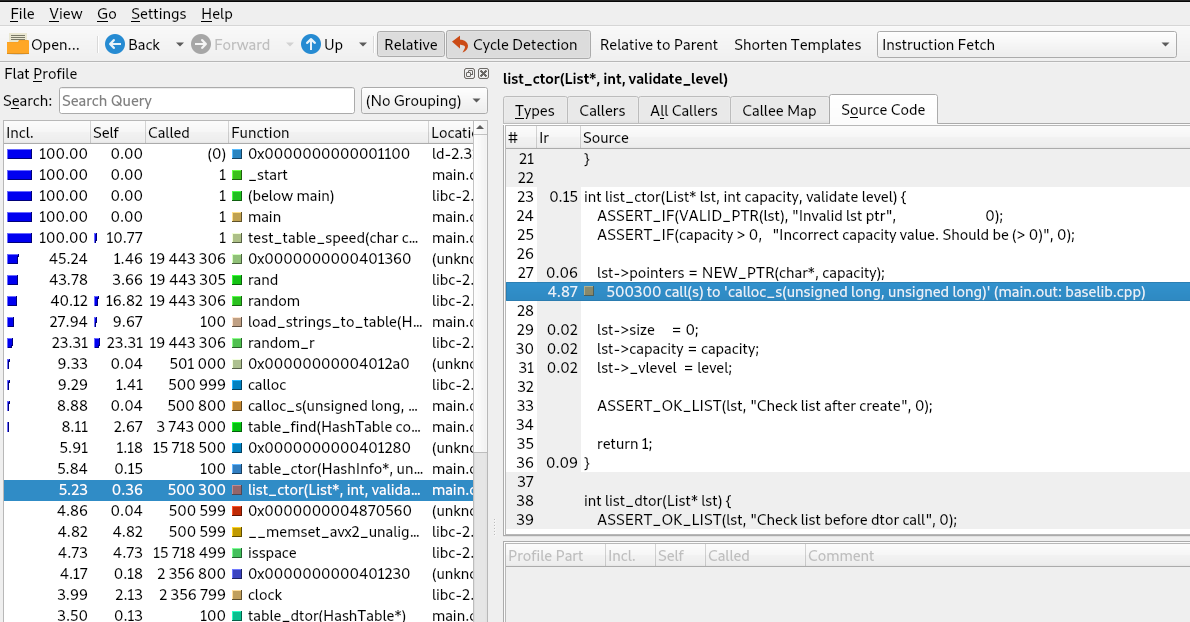 File View Go Settings Help
Open... Back Forward Up Relative Cycle Detection Relative to Parent Shorten Templates Instruction Fetch
Flat Profile
Search: Search Query (No Grouping)
Incl. Self Called Function Locatio
100.00 0.00 (0) 0x0000000000001100 ld-2.3
100.00 0.00 1 _start main.o
100.00 0.00 1 (below main) libc-2.
100.00 0.00 1 main main.o
100.00 10.77 1 test_table_speed(char c... main.o
45.24 1.46 19 443 306 0x0000000000401360 (unkno
43.78 3.66 19 443 305 rand libc-2.
40.12 16.82 19 443 306 random libc-2.
27.94 9.67 100 load_strings_to_table(H... main.o
23.31 23.31 19 443 306 random_r libc-2.
9.33 0.04 501 000 0x00000000004012a0 (unkno
9.29 1.41 500 999 calloc libc-2.
8.88 0.04 500 800 calloc_s(unsigned long, ... main.o
8.11 2.67 3 743 000 table_find(HashTable co... main.o
5.91 1.18 15 718 500 0x0000000000401280 (unkno
5.84 0.15 100 table_ctor(HashInfo*, un... main.o
5.23 0.36 500 300 list_ctor(List*, int, valida... main.o
4.86 0.04 500 599 0x0000000004870560 (unkno
4.82 4.82 500 599 __memset_avx2_unalig... libc-2.
4.73 4.73 15 718 499 isspace libc-2.
4.17 0.18 2 356 800 0x0000000000401230 (unkno
3.99 2.13 2 356 799 clock libc-2.
3.50 0.13 100 table_dtor(HashTable*) main.o
list_ctor(List*, int, validate_level)
Types Callers All Callers Callee Map Source Code
# Ir Source
21 }
22
23 0.15 int list_ctor(List* lst, int capacity, validate level) {
24 ASSERT_IF(VALID_PTR(lst), "Invalid lst ptr", 0);
25 ASSERT_IF(capacity > 0, "Incorrect capacity value. Should be (> 0)", 0);
26
27 0.06 lst->pointers = NEW_PTR(char*, capacity);
4.87 500300 call(s) to 'calloc_s(unsigned long, unsigned long)' (main.out: baselib.cpp)
28
29 0.02 lst->size = 0;
30 0.02 lst->capacity = capacity;
31 0.02 lst->_vlevel = level;
32
33 ASSERT_OK_LIST(lst, "Check list after create", 0);
34
35 return 1;
36 0.09 }
37
38 int list_dtor(List* lst) {
39 ASSERT_OK_LIST(lst, "Check list before dtor call", 0);
Profile Part Incl. Self Called Comment